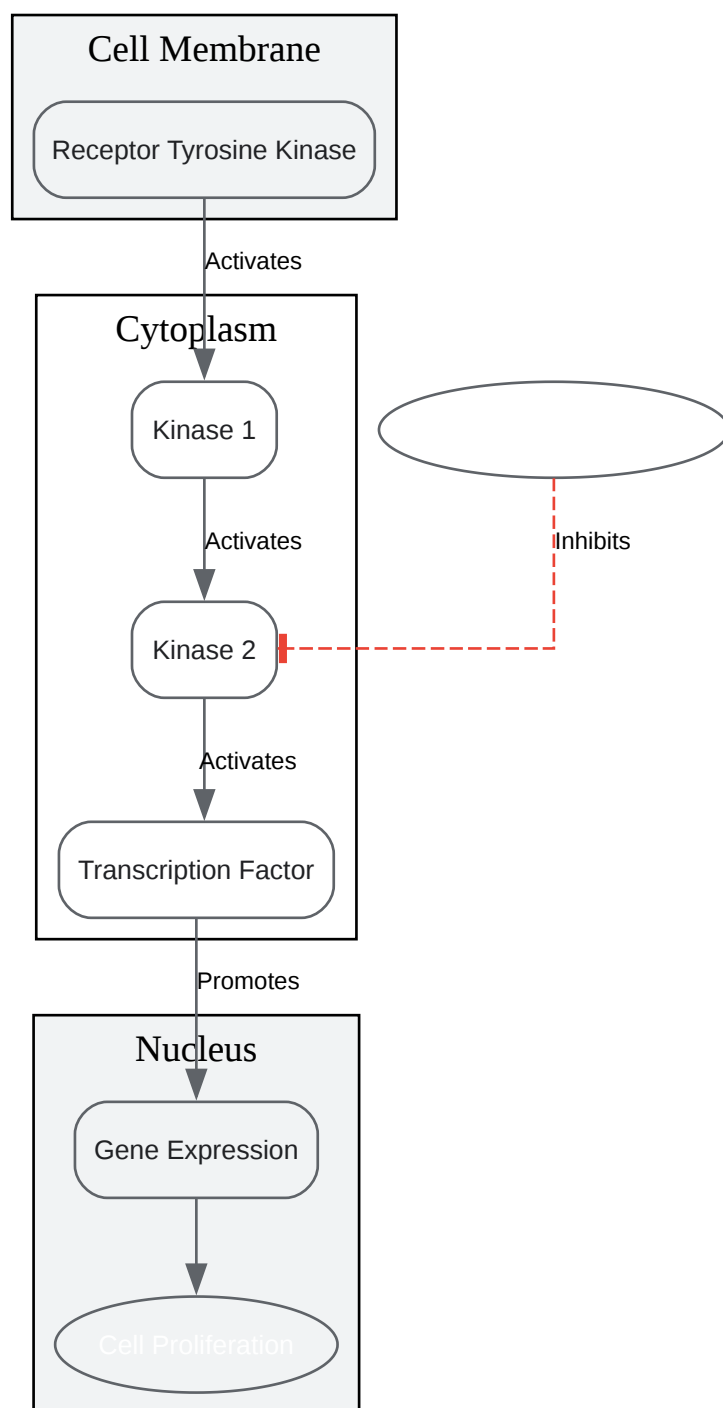 Cell Membrane
Receptor Tyrosine Kinase
Activates
Cytoplasm
Kinase 1
Activates
Inhibits
Kinase 2
Activates
Transcription Factor
Promotes
Nucleus
Gene Expression
Cell Proliferation